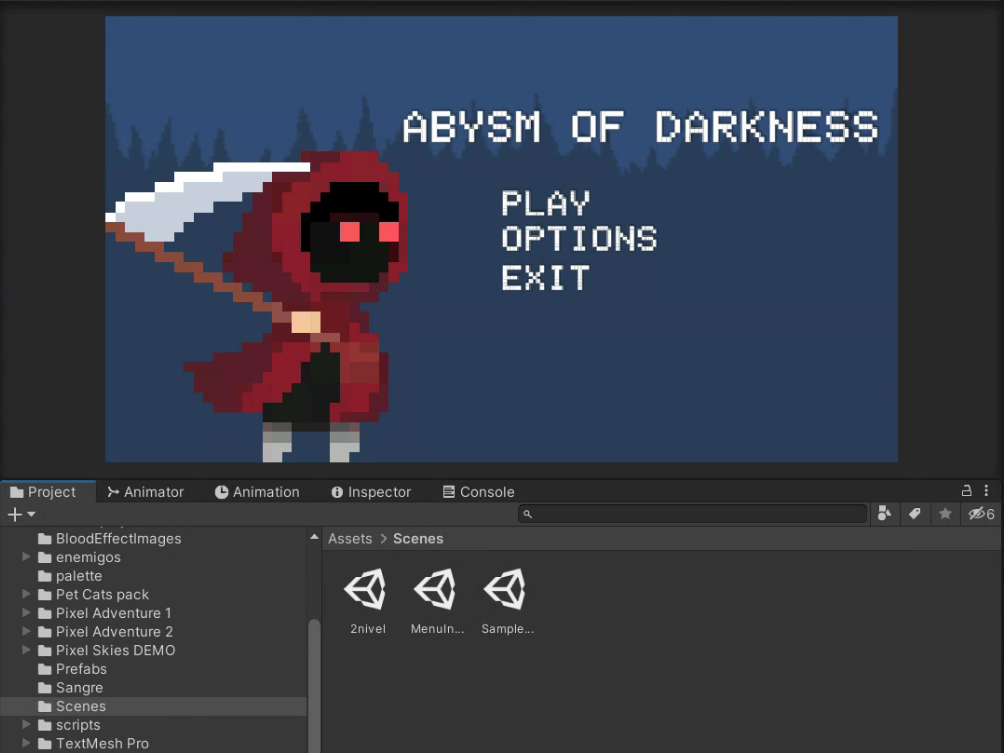 ABYSM OF DARKNESS
PLAY
OPTIONS
EXIT
Project Animator Animation Inspector Console
6
BloodEffectImages
enemigos
palette
Pet Cats pack
Pixel Adventure 1
Pixel Adventure 2
Pixel Skies DEMO
Prefabs
Sangre
Scenes
scripts
TextMesh Pro
Assets > Scenes
2nivel MenuIn... Sample...